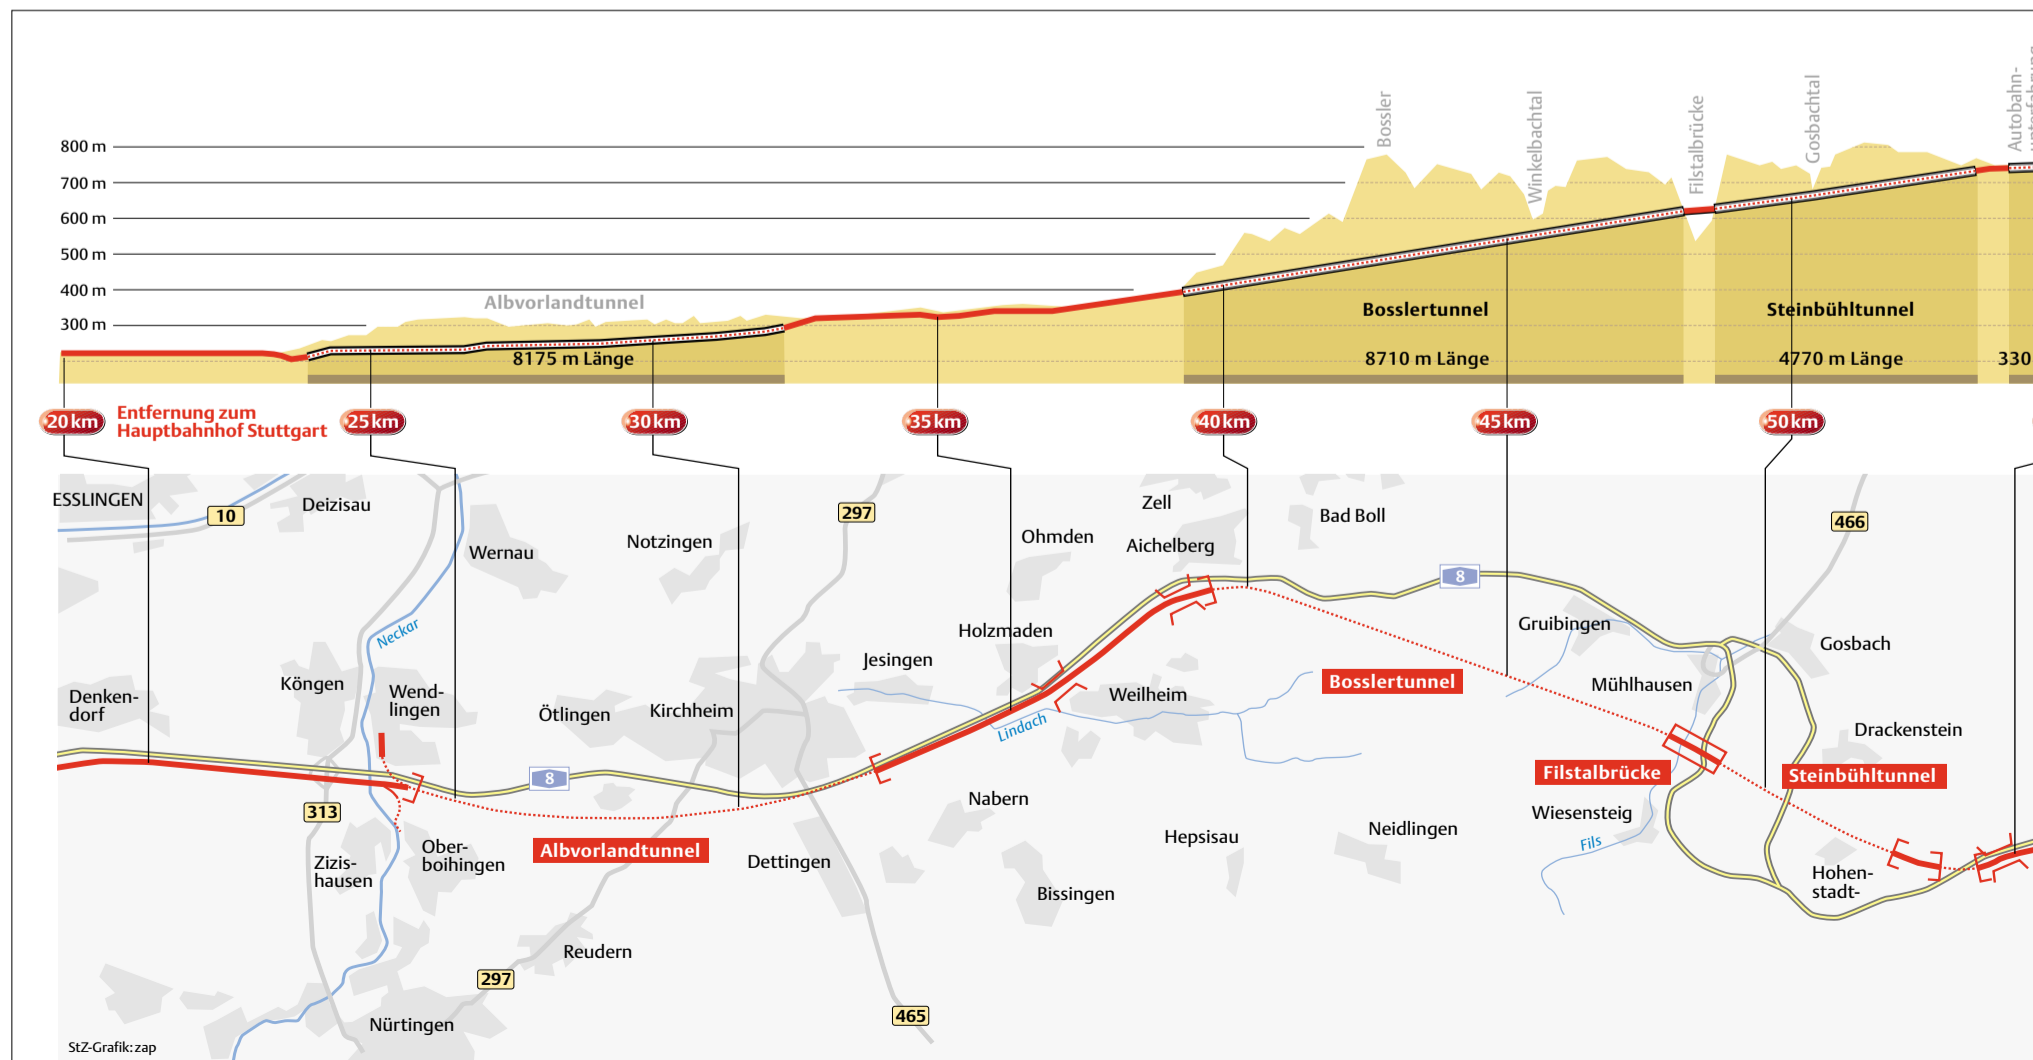 Bossler
Winkelbachtal
Filstalbrücke
Gosbachtal
Autobahn-
800 m
700 m
600 m
500 m
400 m
300 m
Albvorlandtunnel
8175 m Länge
Bosslertunnel
8710 m Länge
Steinbühltunnel
4770 m Länge
330
20 km
Entfernung zum
Hauptbahnhof Stuttgart
25 km
30 km
35 km
40 km
45 km
50 km
ESSLINGEN
10
Deizisau
Wernau
Notzingen
297
Ohmden
Zell
Aichelberg
Bad Boll
8
466
Neckar
Köngen
Wend-
lingen
Denken-
dorf
Ötlingen
Kirchheim
Jesingen
Holzmaden
Weilheim
Lindach
Gruibingen
Gosbach
Mühlhausen
Bosslertunnel
Drackenstein
Filstalbrücke
Steinbühltunnel
8
313
Nabern
Wiesensteig
Fils
Hepsisau
Neidlingen
Zizis-
hausen
Ober-
boihingen
Albvorlandtunnel
Dettingen
Bissingen
Hohen-
stadt-
Reudern
297
465
Nürtingen
StZ-Grafik: zap